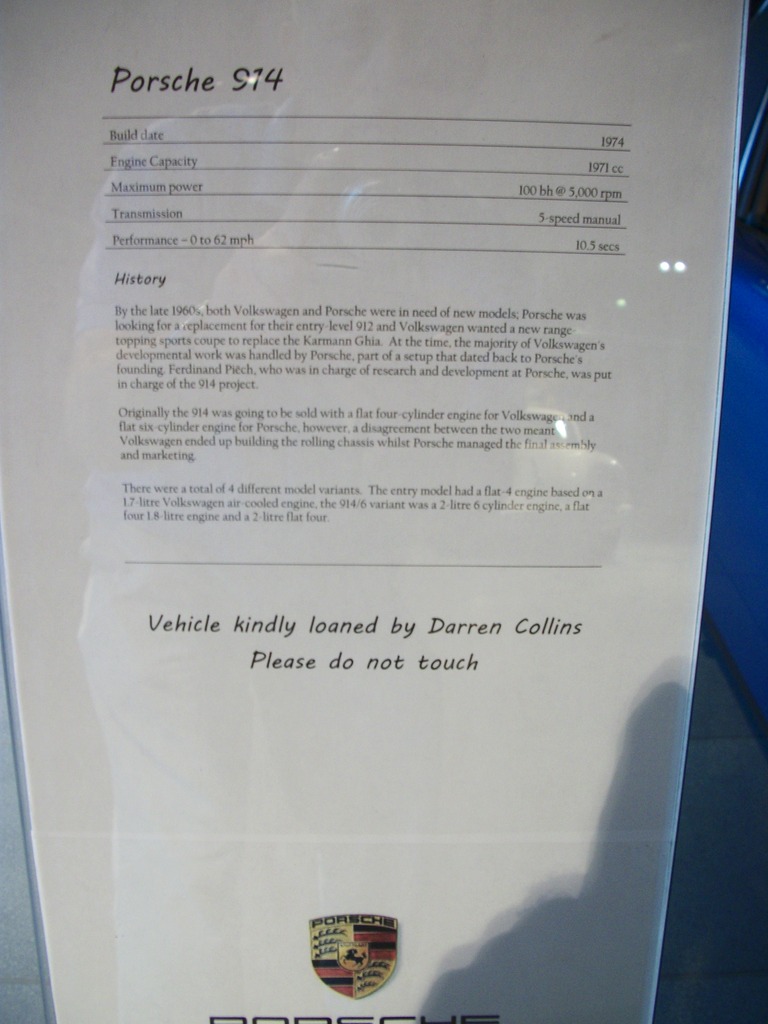 Porsche 914
Build date 1974
Engine Capacity 1971 cc
Maximum power 100 bh @ 5,000 rpm
Transmission 5-speed manual
Performance – 0 to 62 mph 10.5 secs
History
By the late 1960s, both Volkswagen and Porsche were in need of new models; Porsche was
looking for a replacement for their entry-level 912 and Volkswagen wanted a new range-
topping sports coupe to replace the Karmann Ghia. At the time, the majority of Volkswagen's
developmental work was handled by Porsche, part of a setup that dated back to Porsche's
founding. Ferdinand Piëch, who was in charge of research and development at Porsche, was put
in charge of the 914 project.
Originally the 914 was going to be sold with a flat four-cylinder engine for Volkswagen and a
flat six-cylinder engine for Porsche, however, a disagreement between the two meant
Volkswagen ended up building the rolling chassis whilst Porsche managed the final assembly
and marketing.
There were a total of 4 different model variants. The entry model had a flat-4 engine based on a
1.7-litre Volkswagen air-cooled engine, the 914/6 variant was a 2-litre 6 cylinder engine, a flat
four 1.8-litre engine and a 2-litre flat four.
Vehicle kindly loaned by Darren Collins
Please do not touch
PORSCHE
PORSCHE